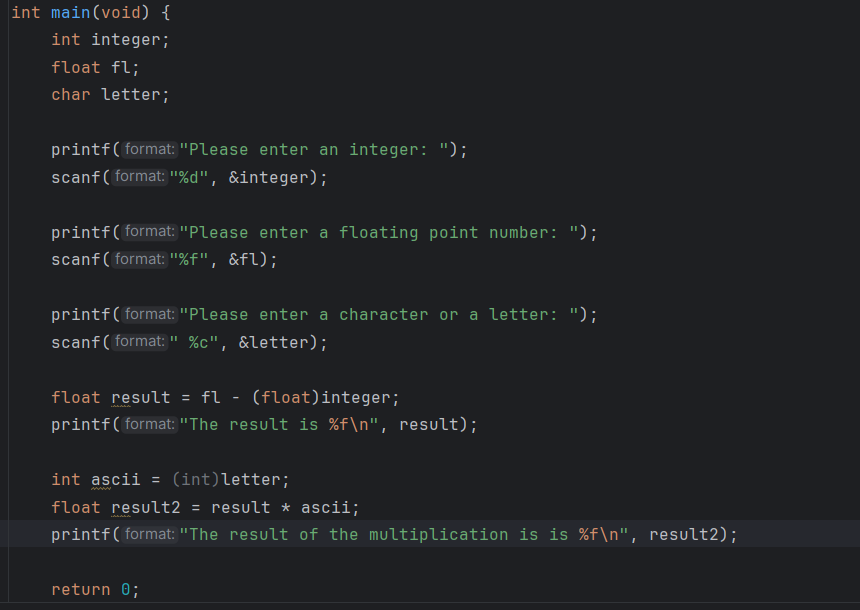 int main(void) {
int integer;
float fl;
char letter;
printf(format:"Please enter an integer: ");
scanf(format:"%d", &integer);
printf(format:"Please enter a floating point number: ");
scanf(format:"%f", &fl);
printf(format:"Please enter a character or a letter: ");
scanf(format:" %c", &letter);
float result = fl - (float)integer;
printf(format:"The result is %f\n", result);
int ascii = (int)letter;
float result2 = result * ascii;
printf(format:"The result of the multiplication is is %f\n", result2);
return 0;